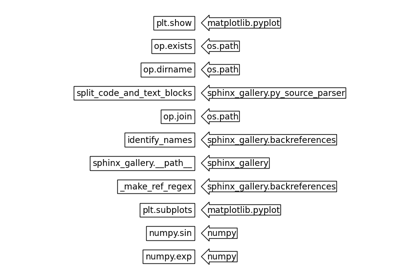 plt.show matplotlib.pyplot
op.exists os.path
op.dirname os.path
split_code_and_text_blocks sphinx_gallery.py_source_parser
op.join os.path
identify_names sphinx_gallery.backreferences
sphinx_gallery.__path__ sphinx_gallery
_make_ref_regex sphinx_gallery.backreferences
plt.subplots matplotlib.pyplot
numpy.sin numpy
numpy.exp numpy